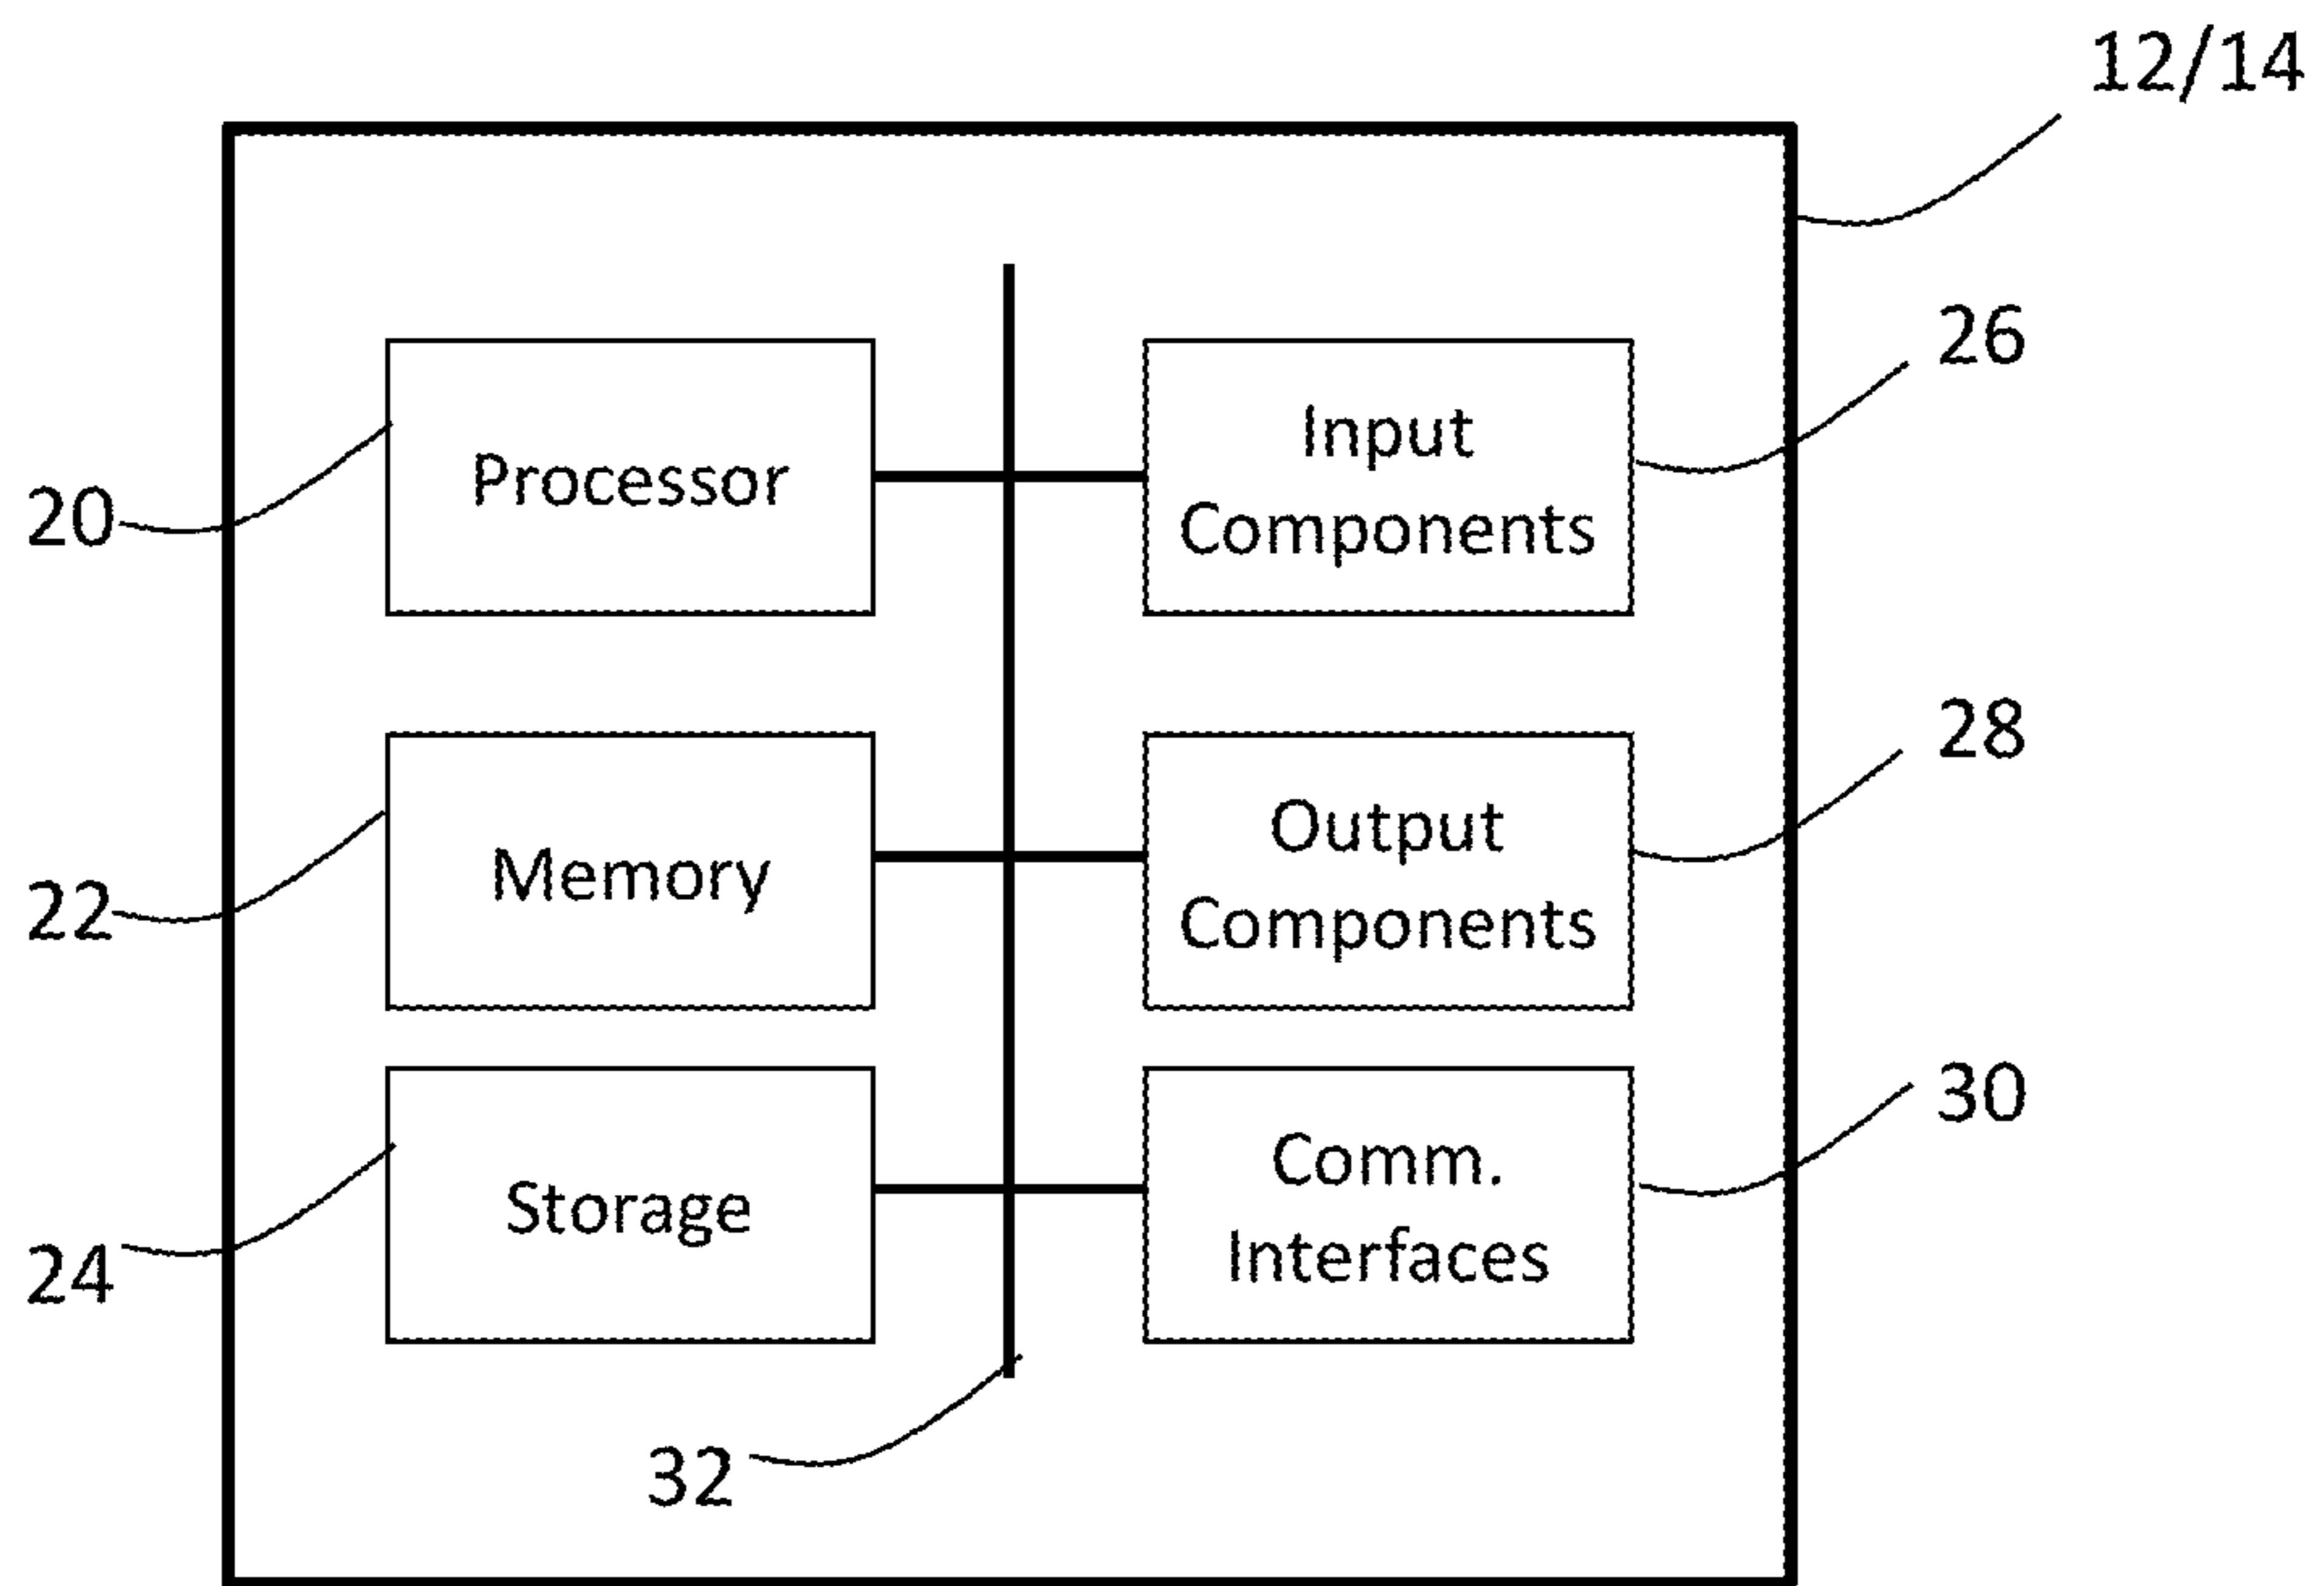 12/14
26
Processor
Input
Components
20
28
Memory
Output
Components
22
30
Storage
Comm.
Interfaces
24
32